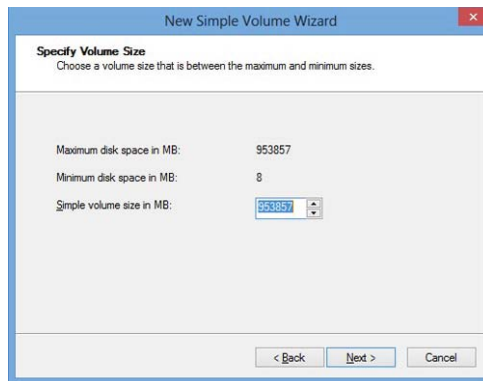 New Simple Volume Wizard
Specify Volume Size
Choose a volume size that is between the maximum and minimum sizes.
Maximum disk space in MB: 953857
Minimum disk space in MB: 8
Simple volume size in MB: 953857
< Back Next > Cancel